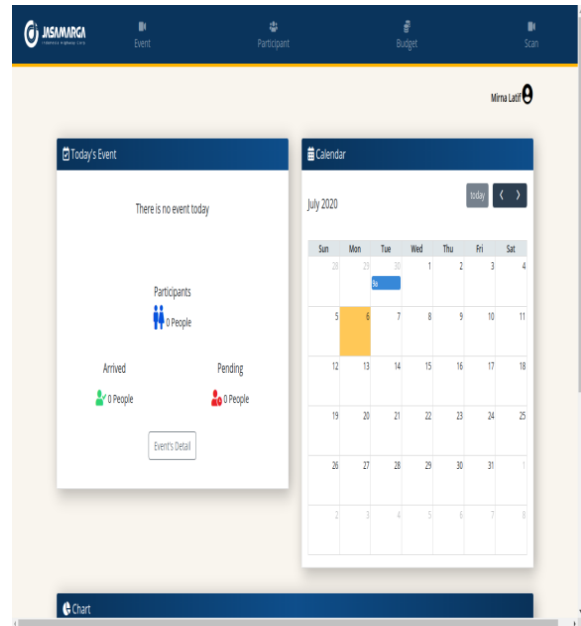 JASAMARGA
Event Participant Budget Scan
Mirna Latif
Today's Event
There is no event today
Participants
0 People
Arrived Pending
0 People 0 People
Event's Detail
Calendar
July 2020 today
Sun Mon Tue Wed Thu Fri Sat
28 29 30 1 2 3 4
5 6 7 8 9 10 11
12 13 14 15 16 17 18
19 20 21 22 23 24 25
26 27 28 29 30 31 1
2 3 4 5 6 7 8
Chart